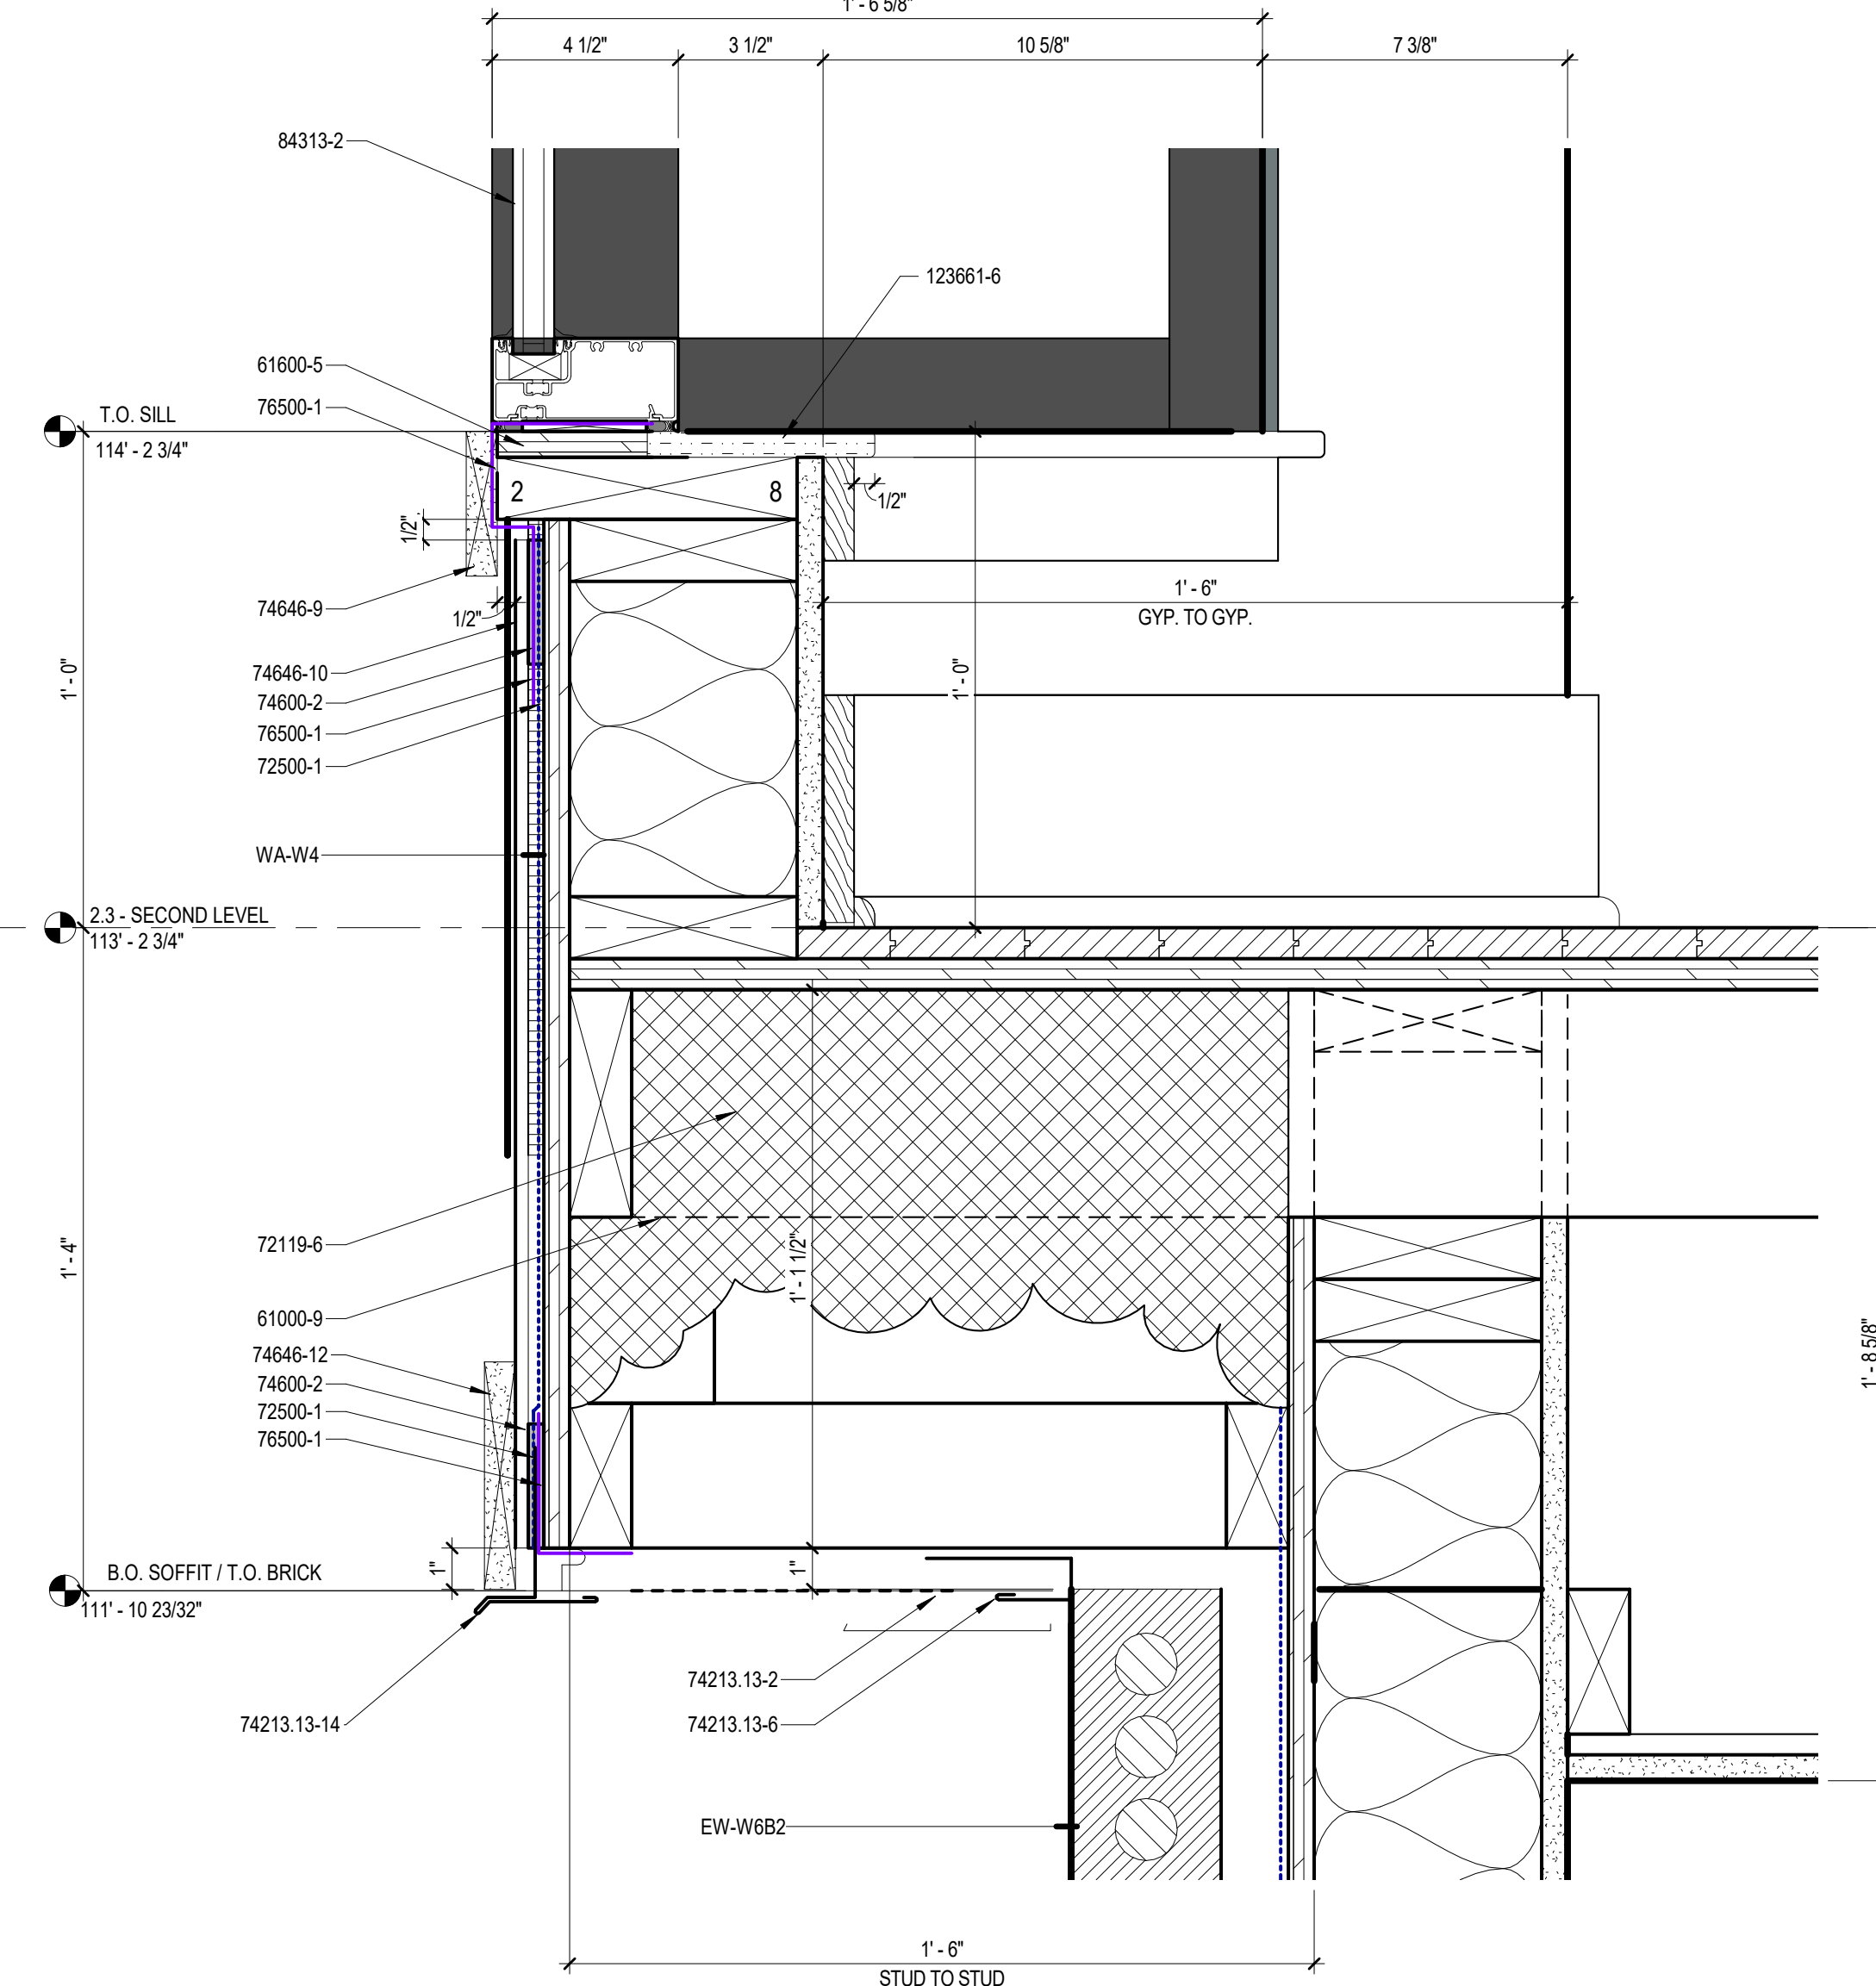 1' - 6 5/8"
4 1/2"
3 1/2"
10 5/8"
7 3/8"
84313-2
123661-6
61600-5
76500-1
T.O. SILL
114' - 2 3/4"
2
8
1/2"
1/2"
74646-9
1/2"
1' - 6"
GYP. TO GYP.
74646-10
74600-2
76500-1
72500-1
1' - 0"
1' - 0"
WA-W4
2.3 - SECOND LEVEL
113' - 2 3/4"
72119-6
1' - 4"
1' - 1 1/2"
61000-9
74646-12
74600-2
72500-1
76500-1
1' - 8 5/8"
1"
1"
B.O. SOFFIT / T.O. BRICK
111' - 10 23/32"
74213.13-2
74213.13-6
74213.13-14
EW-W6B2
1' - 6"
STUD TO STUD